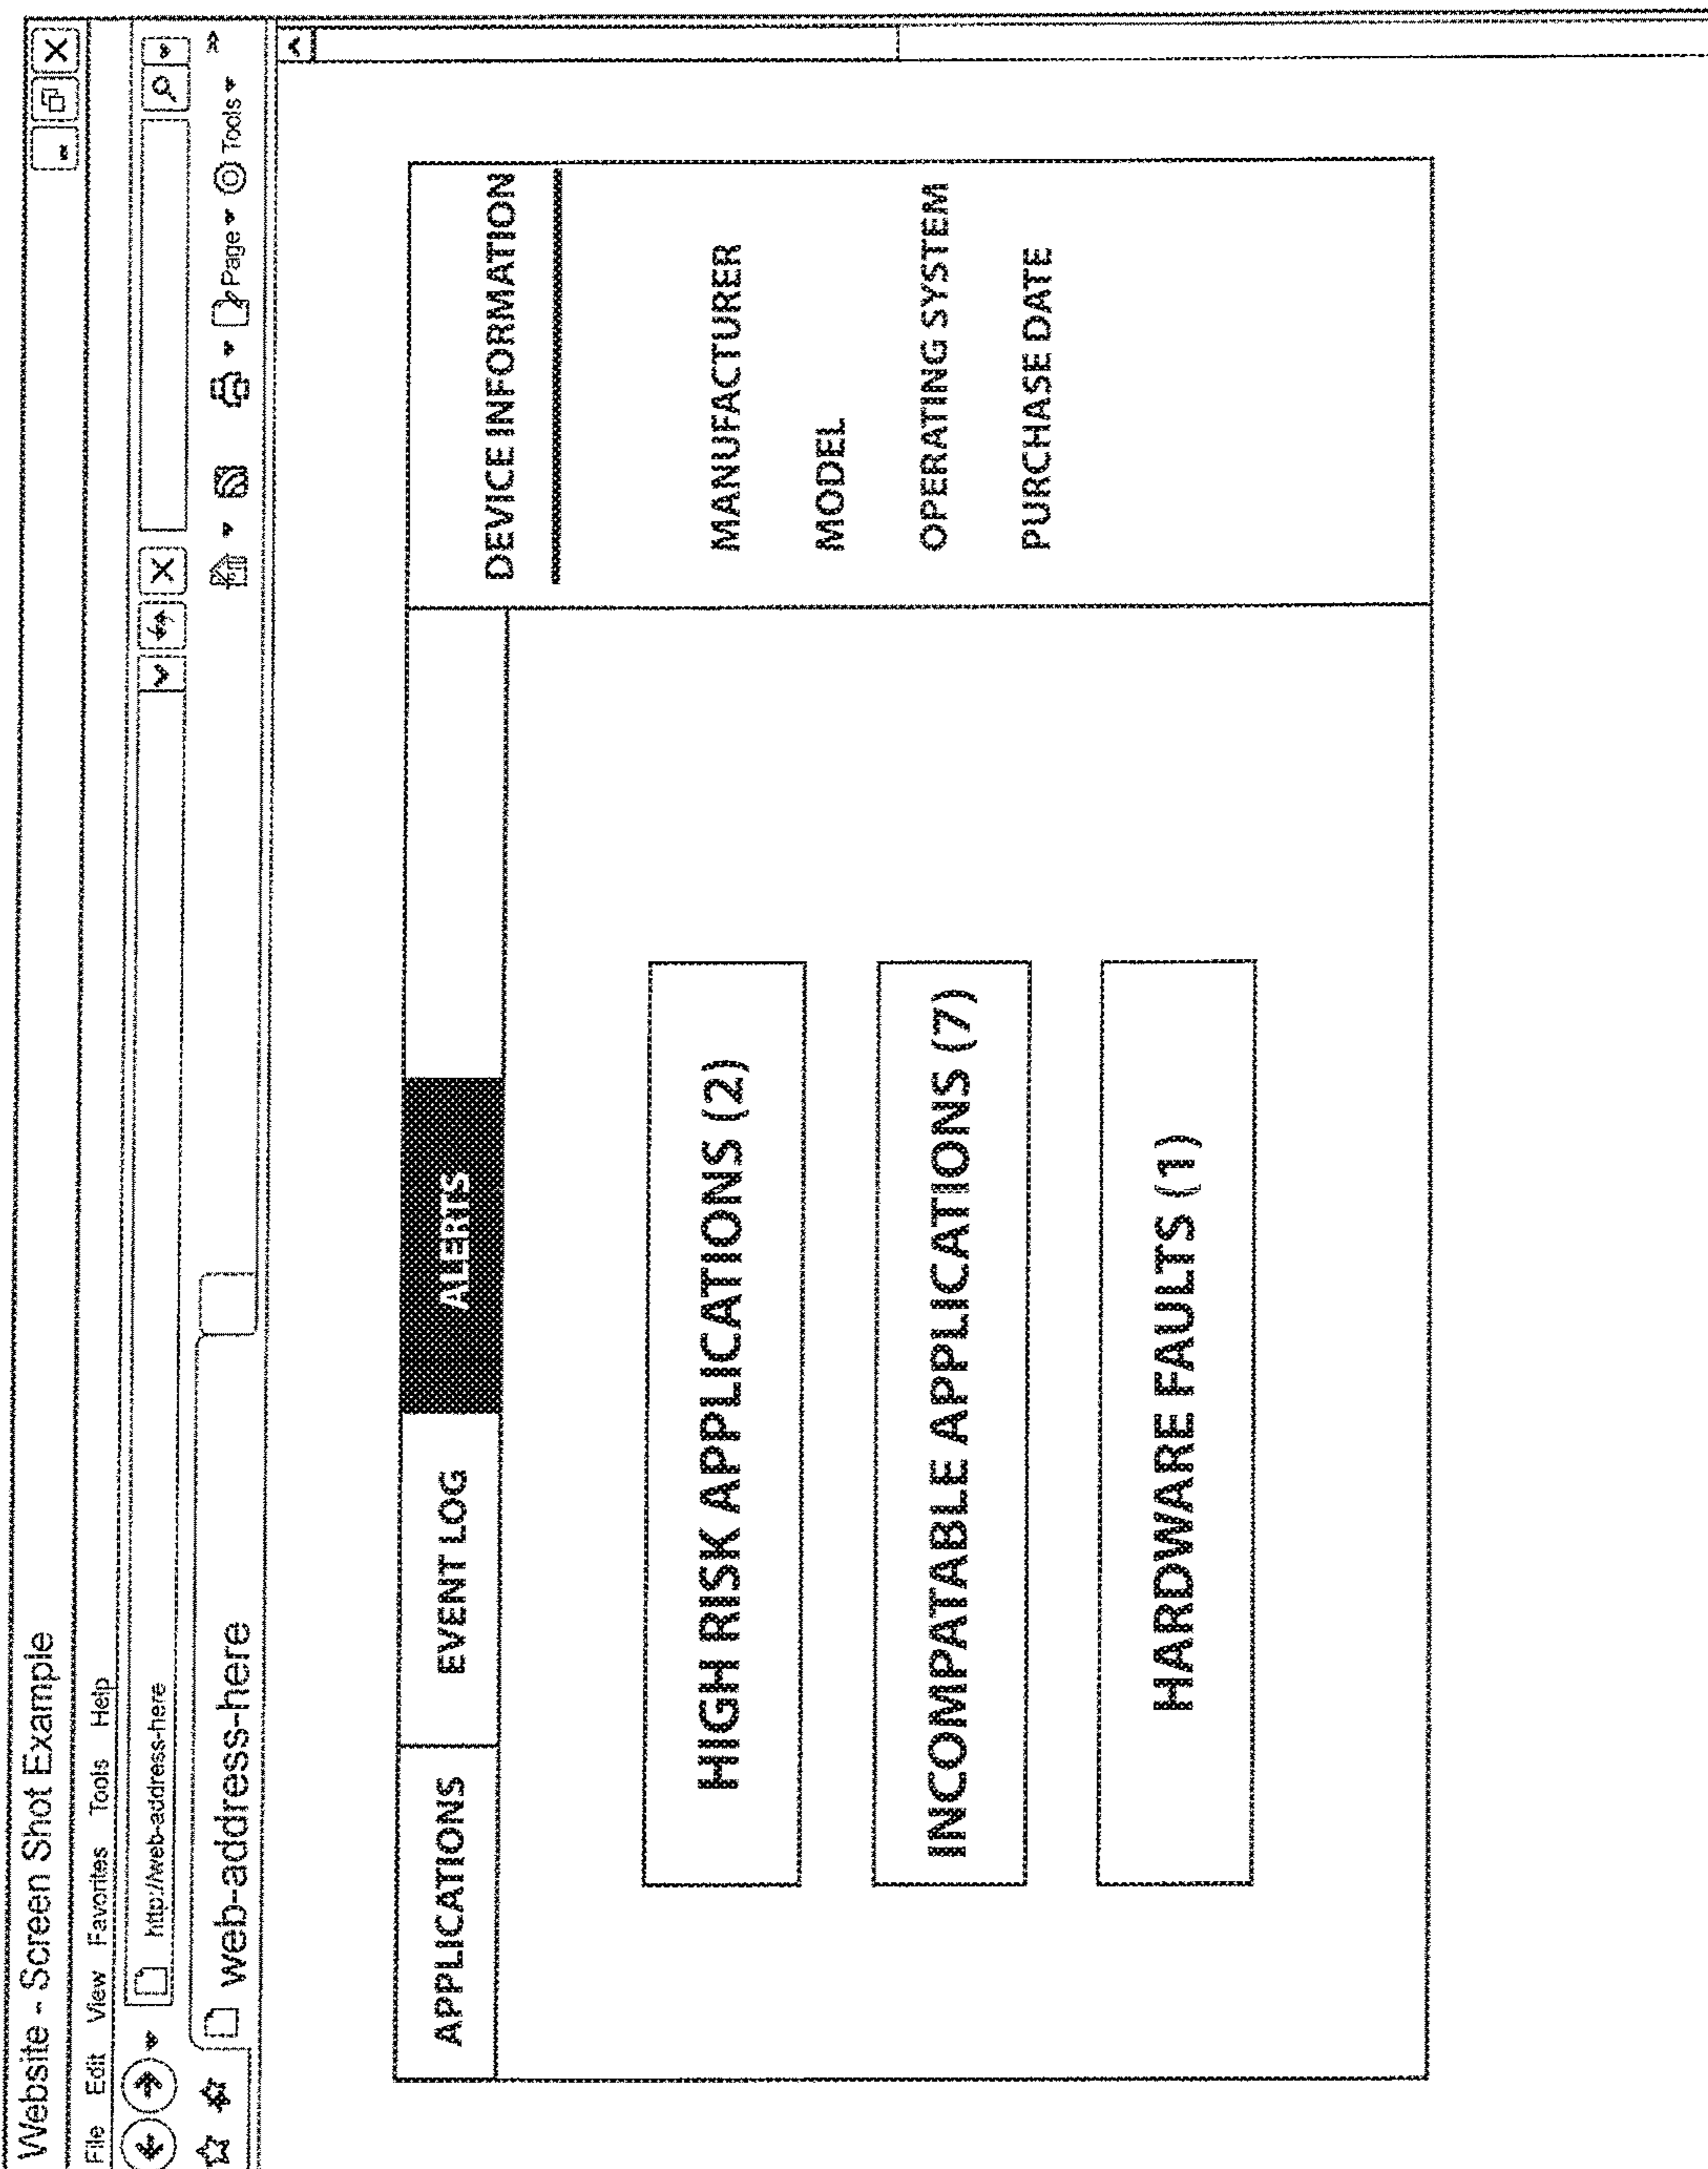 Website - Screen Shot Example
File Edit View Favorites Tools Help
http://web-address-here
web-address-here
Page Tools
APPLICATIONS EVENT LOG ALERTS
DEVICE INFORMATION
HIGH RISK APPLICATIONS (2)
INCOMPATABLE APPLICATIONS (7)
HARDWARE FAULTS (1)
MANUFACTURER
MODEL
OPERATING SYSTEM
PURCHASE DATE